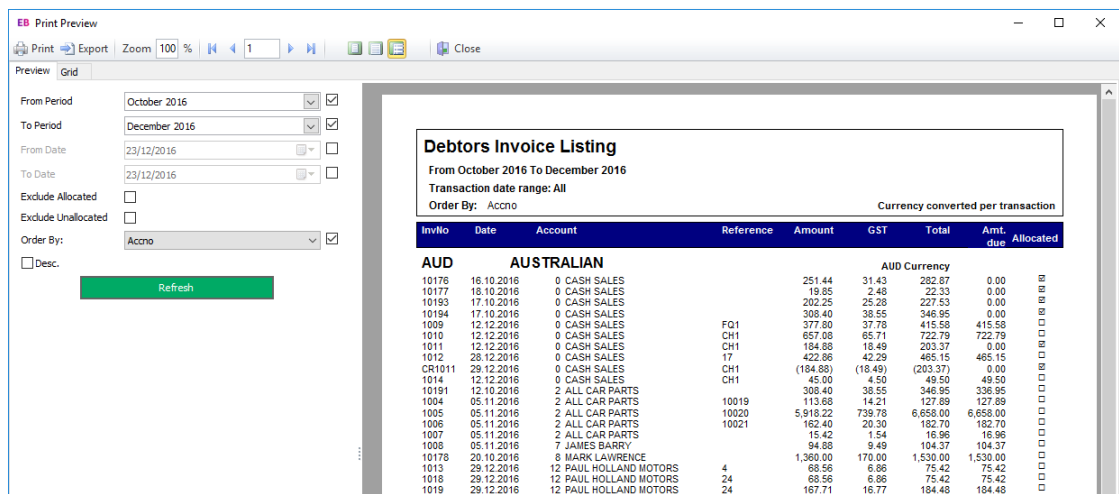 EB Print Preview
Print Export Zoom 100 % 1 Close
Preview Grid
From Period October 2016
To Period December 2016
From Date 23/12/2016
To Date 23/12/2016
Exclude Allocated
Exclude Unallocated
Order By: Accno
Desc.
Refresh
Debtors Invoice Listing
From October 2016 To December 2016
Transaction date range: All
Order By: Accno Currency converted per transaction
InvNo Date Account Reference Amount GST Total Amt. due Allocated
AUD AUSTRALIAN AUD Currency
10176 16.10.2016 0 CASH SALES 251.44 31.43 282.87 0.00
10177 18.10.2016 0 CASH SALES 19.85 2.48 22.33 0.00
10193 17.10.2016 0 CASH SALES 202.25 25.28 227.53 0.00
10194 17.10.2016 0 CASH SALES 308.40 38.55 346.95 0.00
1009 12.12.2016 0 CASH SALES FQ1 377.80 37.78 415.58 415.58
1010 12.12.2016 0 CASH SALES CH1 657.08 65.71 722.79 722.79
1011 12.12.2016 0 CASH SALES CH1 184.88 18.49 203.37 0.00
1012 28.12.2016 0 CASH SALES 17 422.86 42.29 465.15 465.15
CR1011 29.12.2016 0 CASH SALES CH1 (184.88) (18.49) (203.37) 0.00
1014 12.12.2016 0 CASH SALES CH1 45.00 4.50 49.50 49.50
10191 12.10.2016 2 ALL CAR PARTS 308.40 38.55 346.95 336.95
1004 05.11.2016 2 ALL CAR PARTS 10019 113.68 14.21 127.89 127.89
1005 05.11.2016 2 ALL CAR PARTS 10020 5,918.22 739.78 6,658.00 6,658.00
1006 05.11.2016 2 ALL CAR PARTS 10021 162.40 20.30 182.70 182.70
1007 05.11.2016 2 ALL CAR PARTS 15.42 1.54 16.96 16.96
1008 05.11.2016 7 JAMES BARRY 94.88 9.49 104.37 104.37
10178 20.10.2016 8 MARK LAWRENCE 1,360.00 170.00 1,530.00 1,530.00
1013 29.12.2016 12 PAUL HOLLAND MOTORS 4 68.56 6.86 75.42 75.42
1018 29.12.2016 12 PAUL HOLLAND MOTORS 24 68.56 6.86 75.42 75.42
1019 29.12.2016 12 PAUL HOLLAND MOTORS 24 167.71 16.77 184.48 184.48